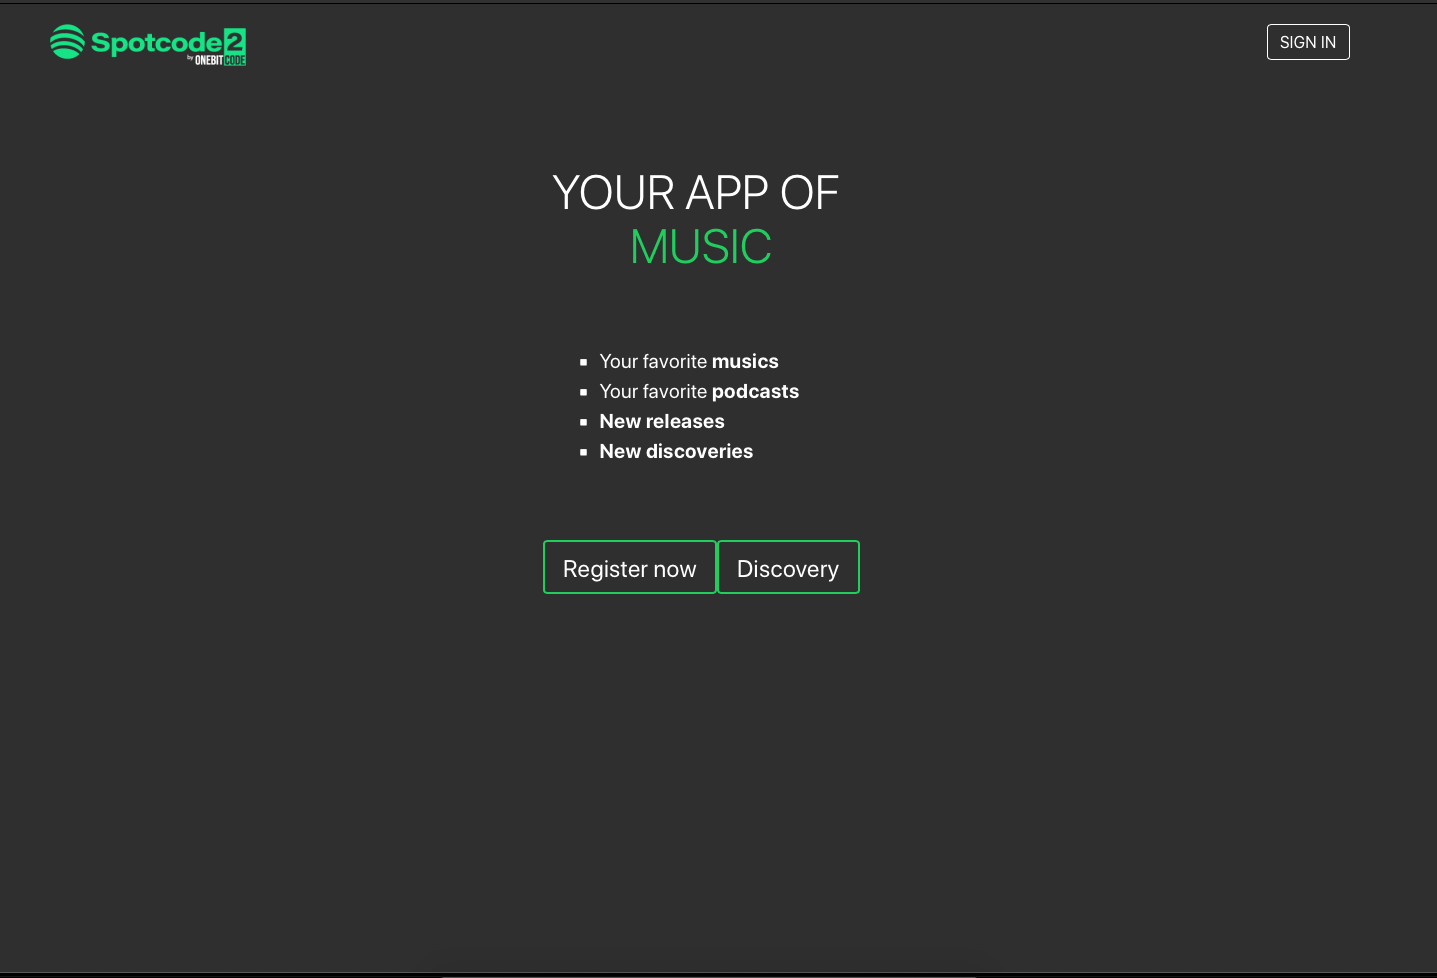 Spotcode2
by ONEBITCODE
SIGN IN
YOUR APP OF
MUSIC
Your favorite musics
Your favorite podcasts
New releases
New discoveries
Register now
Discovery